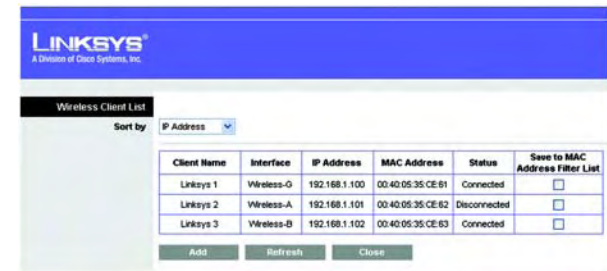 LINKSYS®
A Division of Cisco Systems, Inc.
Wireless Client List
Sort by IP Address
Client Name Interface IP Address MAC Address Status Save to MAC Address Filter List
Linksys 1 Wireless-G 192.168.1.100 00:40:05:35:CE:61 Connected
Linksys 2 Wireless-A 192.168.1.101 00:40:05:35:CE:62 Disconnected
Linksys 3 Wireless-B 192.168.1.102 00:40:05:35:CE:63 Connected
Add Refresh Close